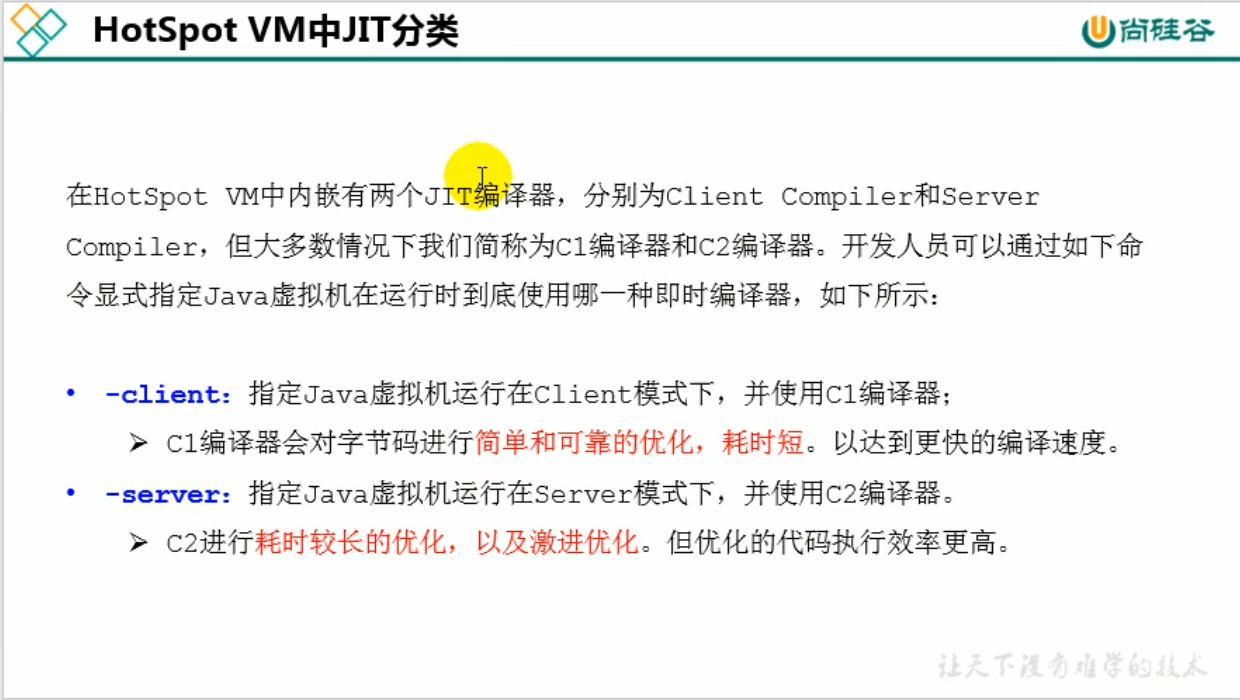 HotSpot VM中JIT分类
尚硅谷
在HotSpot VM中内嵌有两个JIT编译器，分别为Client Compiler和Server
Compiler，但大多数情况下我们简称为C1编译器和C2编译器。开发人员可以通过如下命
令显式指定Java虚拟机在运行时到底使用哪一种即时编译器，如下所示：
• -client：指定Java虚拟机运行在Client模式下，并使用C1编译器；
➢ C1编译器会对字节码进行简单和可靠的优化，耗时短。以达到更快的编译速度。
• -server：指定Java虚拟机运行在Server模式下，并使用C2编译器。
➢ C2进行耗时较长的优化，以及激进优化。但优化的代码执行效率更高。
让天下没有难学的技术